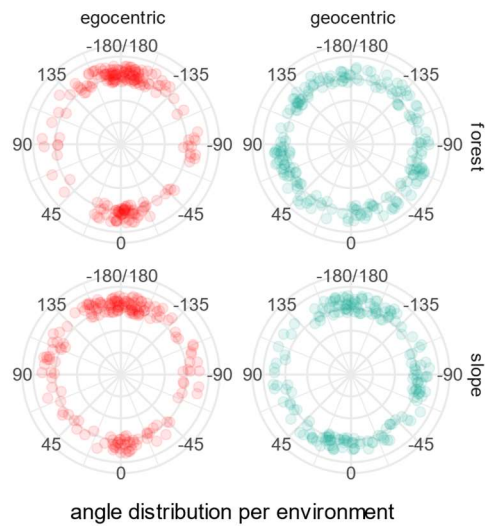 egocentric geocentric
-180/180 -180/180
135 -135 135 -135
90 -90 90 -90
forest
45 -45 45 -45
0 0
-180/180 -180/180
135 -135 135 -135
90 -90 90 -90
slope
45 -45 45 -45
0 0
angle distribution per environment